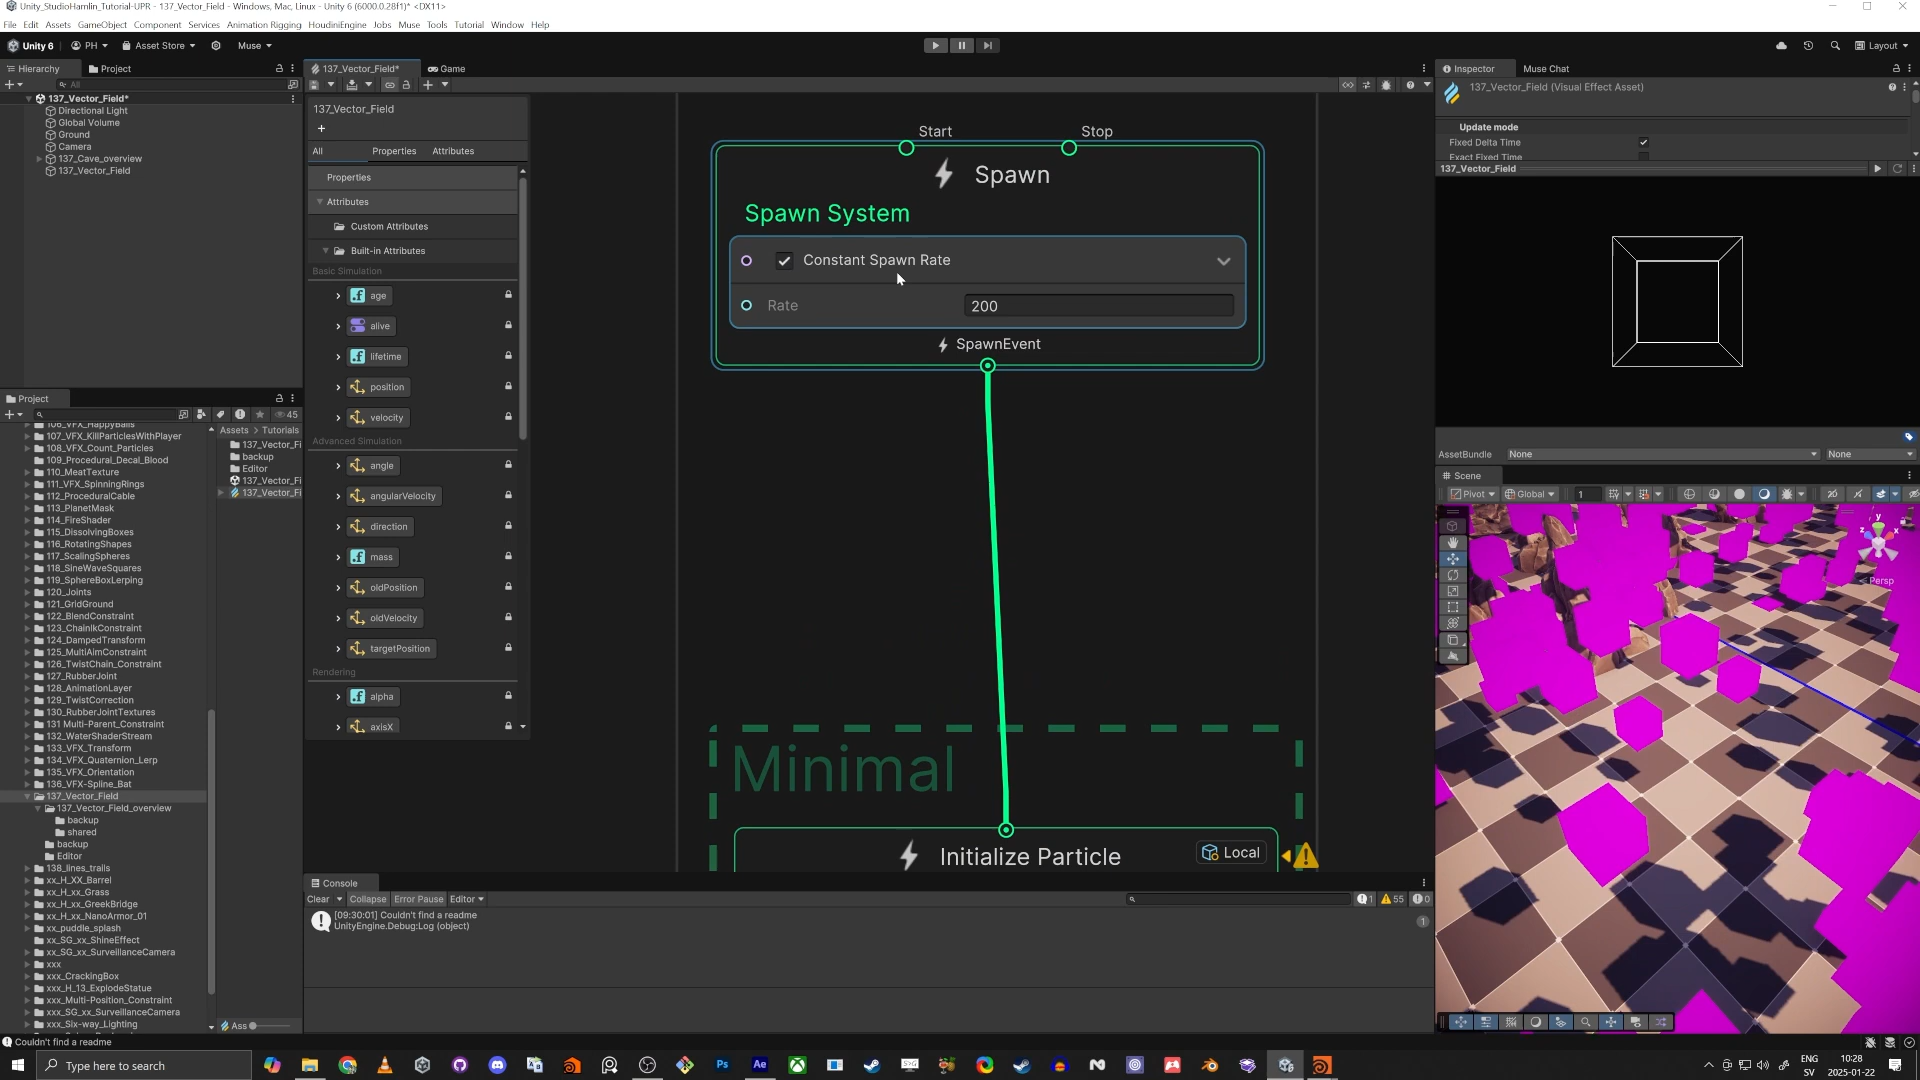 Unity_StudioHamlin_Tutorial-UPR - 137_Vector_Field - Windows, Mac, Linux - Unity 6 (6000.0.28f1)* <DX11>
File Edit Assets GameObject Component Services Animation Rigging HoudiniEngine Jobs Muse Tools Tutorial Window Help
Unity 6 PH Asset Store Muse Layout
Hierarchy Project
All
137_Vector_Field*
Directional Light
Global Volume
Ground
Camera
137_Cave_overview
137_Vector_Field
137_Vector_Field* Game
137_Vector_Field
+
All Properties Attributes
Properties
Attributes
Custom Attributes
Built-in Attributes
Basic Simulation
age
alive
lifetime
position
velocity
Advanced Simulation
angle
angularVelocity
direction
mass
oldPosition
oldVelocity
targetPosition
Rendering
alpha
axisX
Start Stop
Spawn
Spawn System
Constant Spawn Rate
Rate 200
SpawnEvent
Minimal
Initialize Particle Local
Inspector Muse Chat
137_Vector_Field (Visual Effect Asset)
Update mode
Fixed Delta Time
Exact Fixed Time
137_Vector_Field
AssetBundle None None
Scene
Pivot Global 1
y
x
z
Persp
Project
45
106_VFX_HappyBalls
107_VFX_KillParticlesWithPlayer
108_VFX_Count_Particles
109_Procedural_Decal_Blood
110_MeatTexture
111_VFX_SpinningRings
112_ProceduralCable
113_PlanetMask
114_FireShader
115_DissolvingBoxes
116_RotatingShapes
117_ScalingSpheres
118_SineWaveSquares
119_SphereBoxLerping
120_Joints
121_GridGround
122_BlendConstraint
123_ChainIkConstraint
124_DampedTransform
125_MultiAimConstraint
126_TwistChain_Constraint
127_RubberJoint
128_AnimationLayer
129_TwistCorrection
130_RubberJointTextures
131 Multi-Parent_Constraint
132_WaterShaderStream
133_VFX_Transform
134_VFX_Quaternion_Lerp
135_VFX_Orientation
136_VFX-Spline_Bat
137_Vector_Field
137_Vector_Field_overview
backup
shared
backup
Editor
138_lines_trails
xx_H_XX_Barrel
xx_H_xx_Grass
xx_H_xx_GreekBridge
xx_H_xx_NanoArmor_01
xx_puddle_splash
xx_SG_xx_ShineEffect
xx_SG_xx_SurveillanceCamera
xxx
xxx_CrackingBox
xxx_H_13_ExplodeStatue
xxx_Multi-Position_Constraint
xxx_SG_xx_SurveillanceCamera
xxx_Six-way_Lighting
Assets > Tutorials
137_Vector_Fi
backup
Editor
137_Vector_Fi
137_Vector_Fi
Ass
Console
Clear Collapse Error Pause Editor 1 55 0
[09:30:01] Couldn't find a readme
UnityEngine.Debug:Log (object)
1
Couldn't find a readme
Type here to search
ENG
SV
10:28
2025-01-22